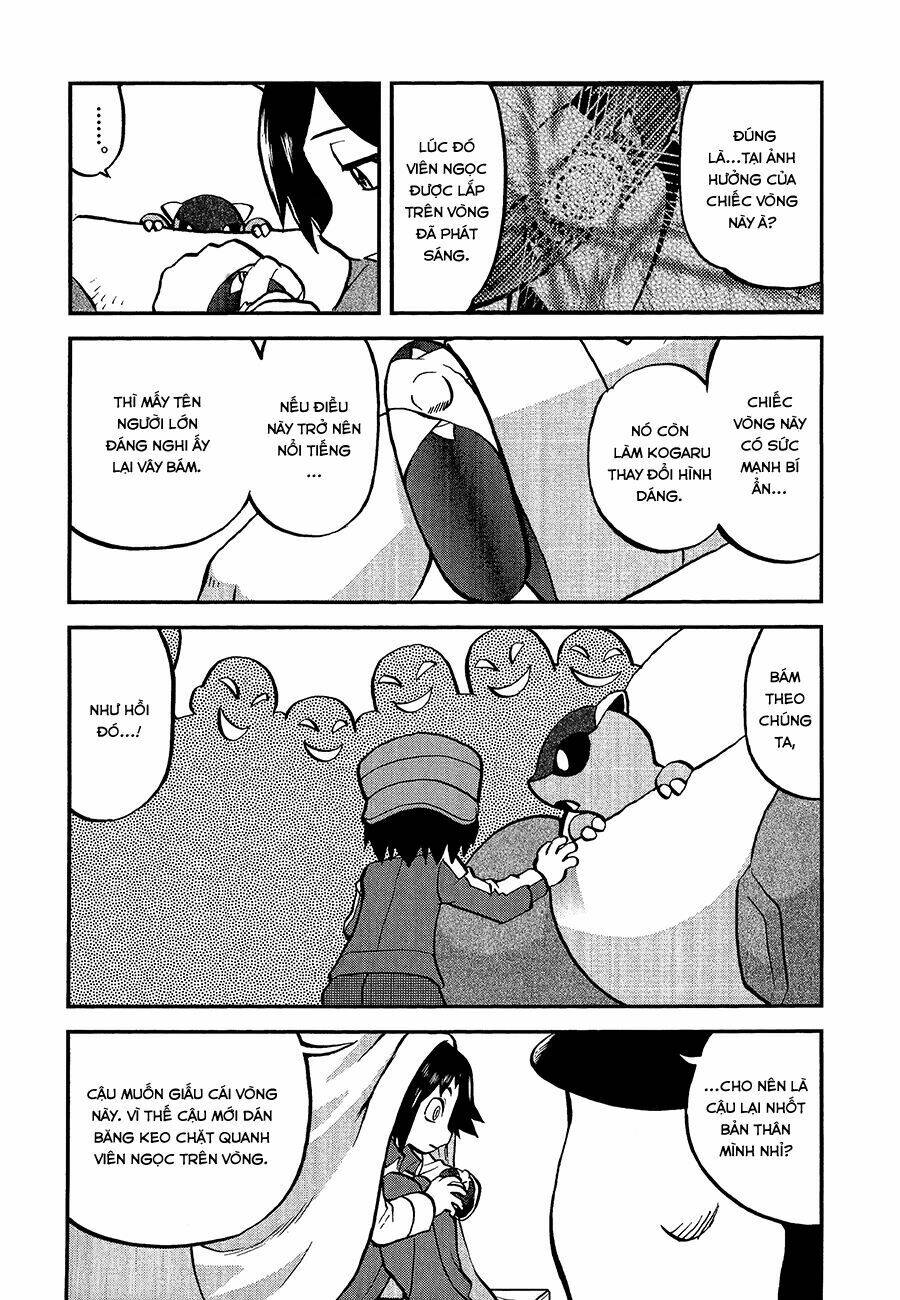 ĐÚNG
LÀ...TẠI ẢNH
HƯỞNG CỦA
CHIẾC VÒNG
NÀY À?
LÚC ĐÓ
VIÊN NGỌC
ĐƯỢC LẮP
TRÊN VÒNG
ĐÃ PHÁT
SÁNG.
.......
CHIẾC
VÒNG NÀY
CÓ SỨC
MẠNH BÍ
ẨN...
NÓ CÒN
LÀM KOGARU
THAY ĐỔI HÌNH
DÁNG.
NẾU ĐIỀU
NÀY TRỞ NÊN
NỔI TIẾNG
...
THÌ MẤY TÊN
NGƯỜI LỚN
ĐÁNG NGHI ẤY
LẠI VÂY BÁM.
BÁM
THEO
CHÚNG
TA,
NHƯ HỒI
ĐÓ...!
...CHO NÊN LÀ
CẬU LẠI NHỐT
BẢN THÂN
MÌNH NHỈ?
CẬU MUỐN GIẤU CÁI VÒNG
NÀY. VÌ THẾ CẬU MỚI DÁN
BĂNG KEO CHẶT QUANH
VIÊN NGỌC TRÊN VÒNG.